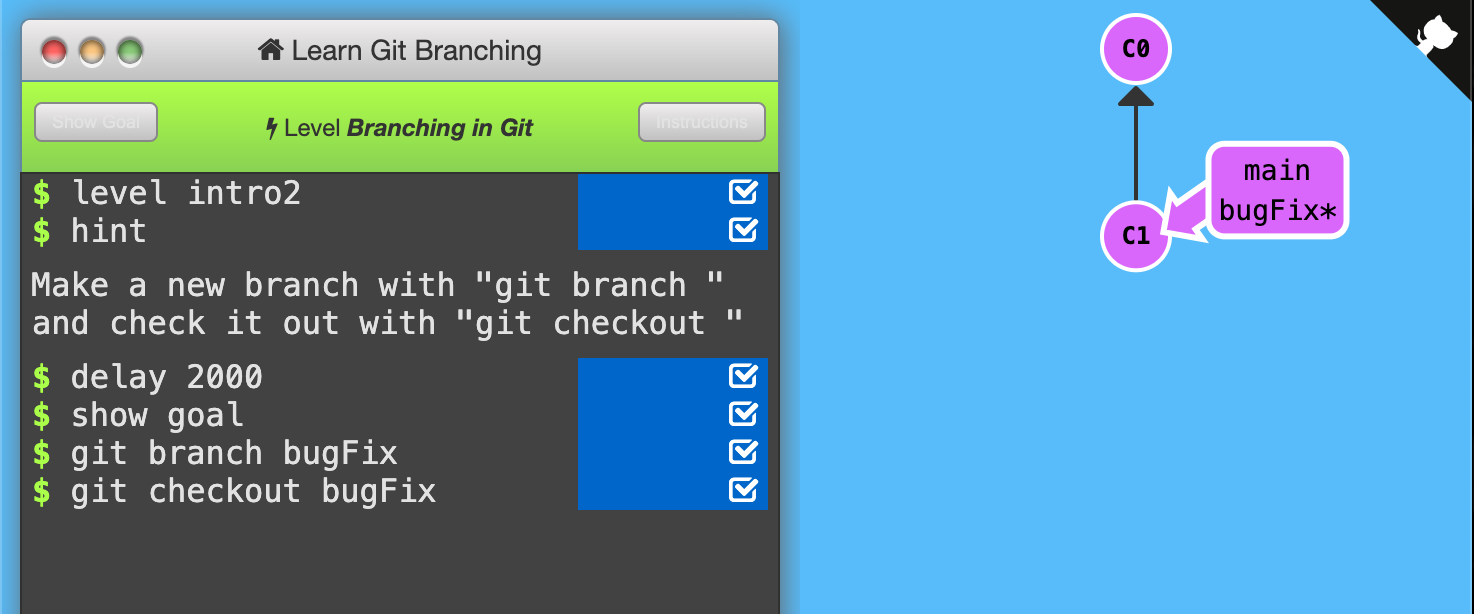 Learn Git Branching
Show Goal
Level Branching in Git
Instructions
$ level intro2
$ hint
Make a new branch with "git branch "
and check it out with "git checkout "
$ delay 2000
$ show goal
$ git branch bugFix
$ git checkout bugFix
C0
main
bugFix*
C1